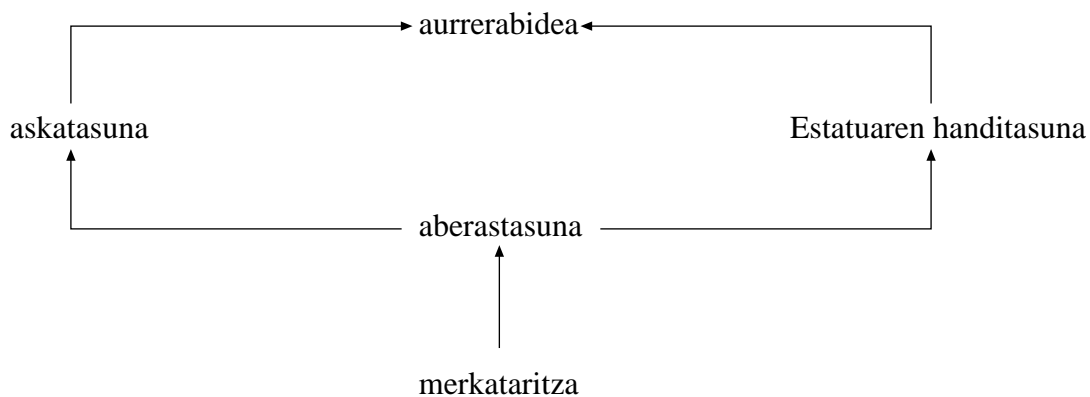 aurrerabidea
askatasuna
Estatuaren handitasuna
aberastasuna
merkataritza